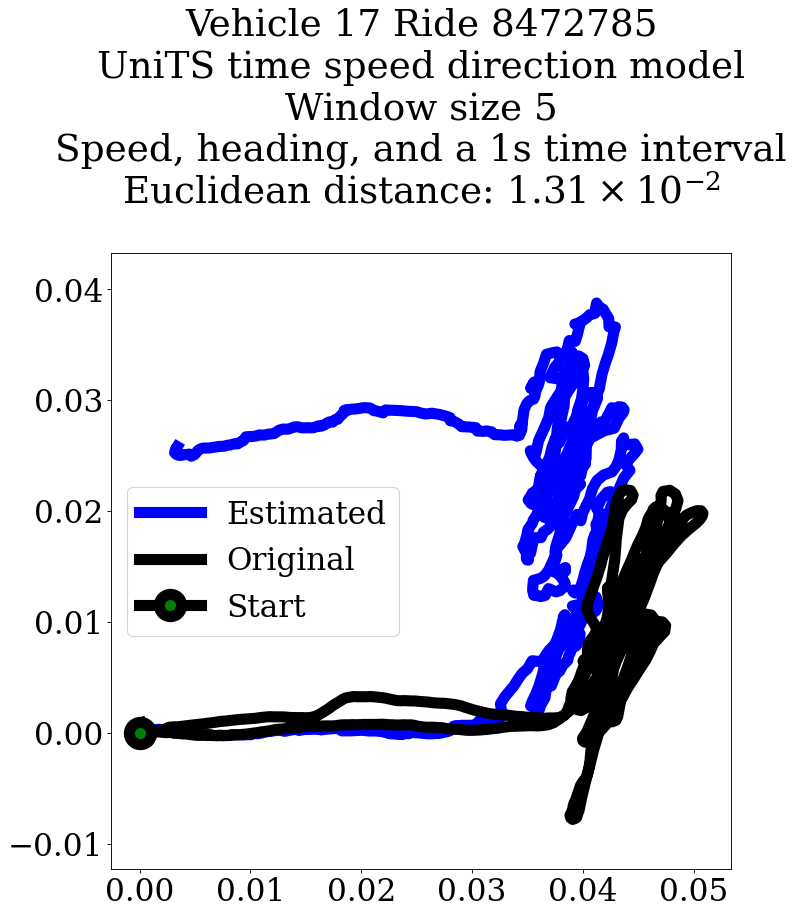 Vehicle 17 Ride 8472785
UniTS time speed direction model
Window size 5
Speed, heading, and a 1s time interval
Euclidean distance: 1.31 × 10⁻²
0.04
0.03
0.02
0.01
0.00
−0.01
Estimated
Original
Start
0.00 0.01 0.02 0.03 0.04 0.05